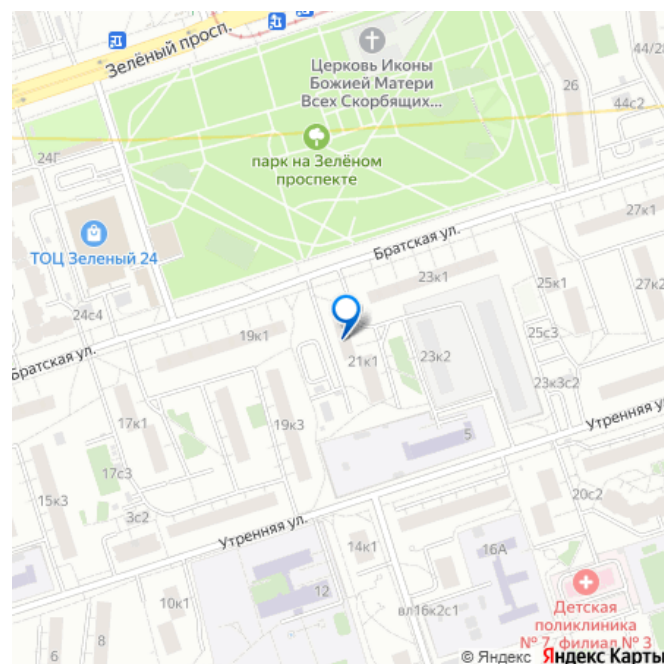 Зелёный просп.
Церковь Иконы
Божией Матери
Всех Скорбящих...
26
44с2
24Г
парк на Зелёном
проспекте
27к1
ТОЦ Зеленый 24
Братская ул.
23к1
25к1
27к2
24с4
19к1
25с3
Братская ул.
21к1
23к2
23к3с2
17к1
19к3
5
Утренняя
17с3
15к3
3с2
20с2
Утренняя ул.
14к1
16А
12
10к1
вл16к2с1
Детская
поликлиника
№ 7, филиал № 3
6
8
© Яндекс Яндекс Карты